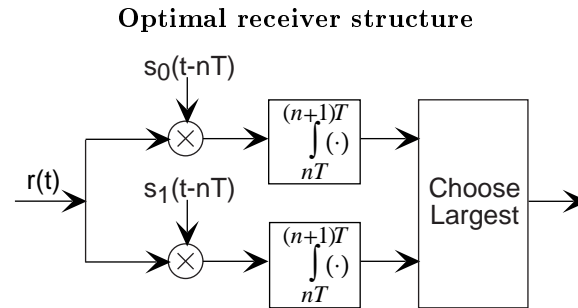 Optimal receiver structure
s₀(t-nT)
(n+1)T
∫(·)
nT
r(t)
Choose
Largest
s₁(t-nT)
(n+1)T
∫(·)
nT